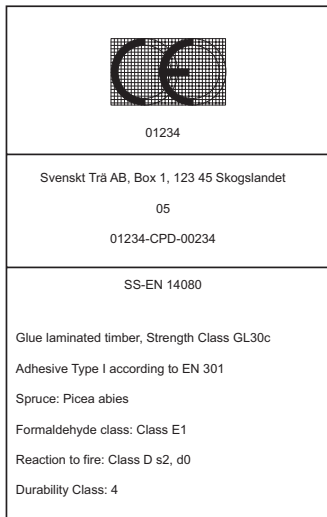 CE
01234
Svenskt Trä AB, Box 1, 123 45 Skogslandet
05
01234-CPD-00234
SS-EN 14080
Glue laminated timber, Strength Class GL30c
Adhesive Type I according to EN 301
Spruce: Picea abies
Formaldehyde class: Class E1
Reaction to fire: Class D s2, d0
Durability Class: 4